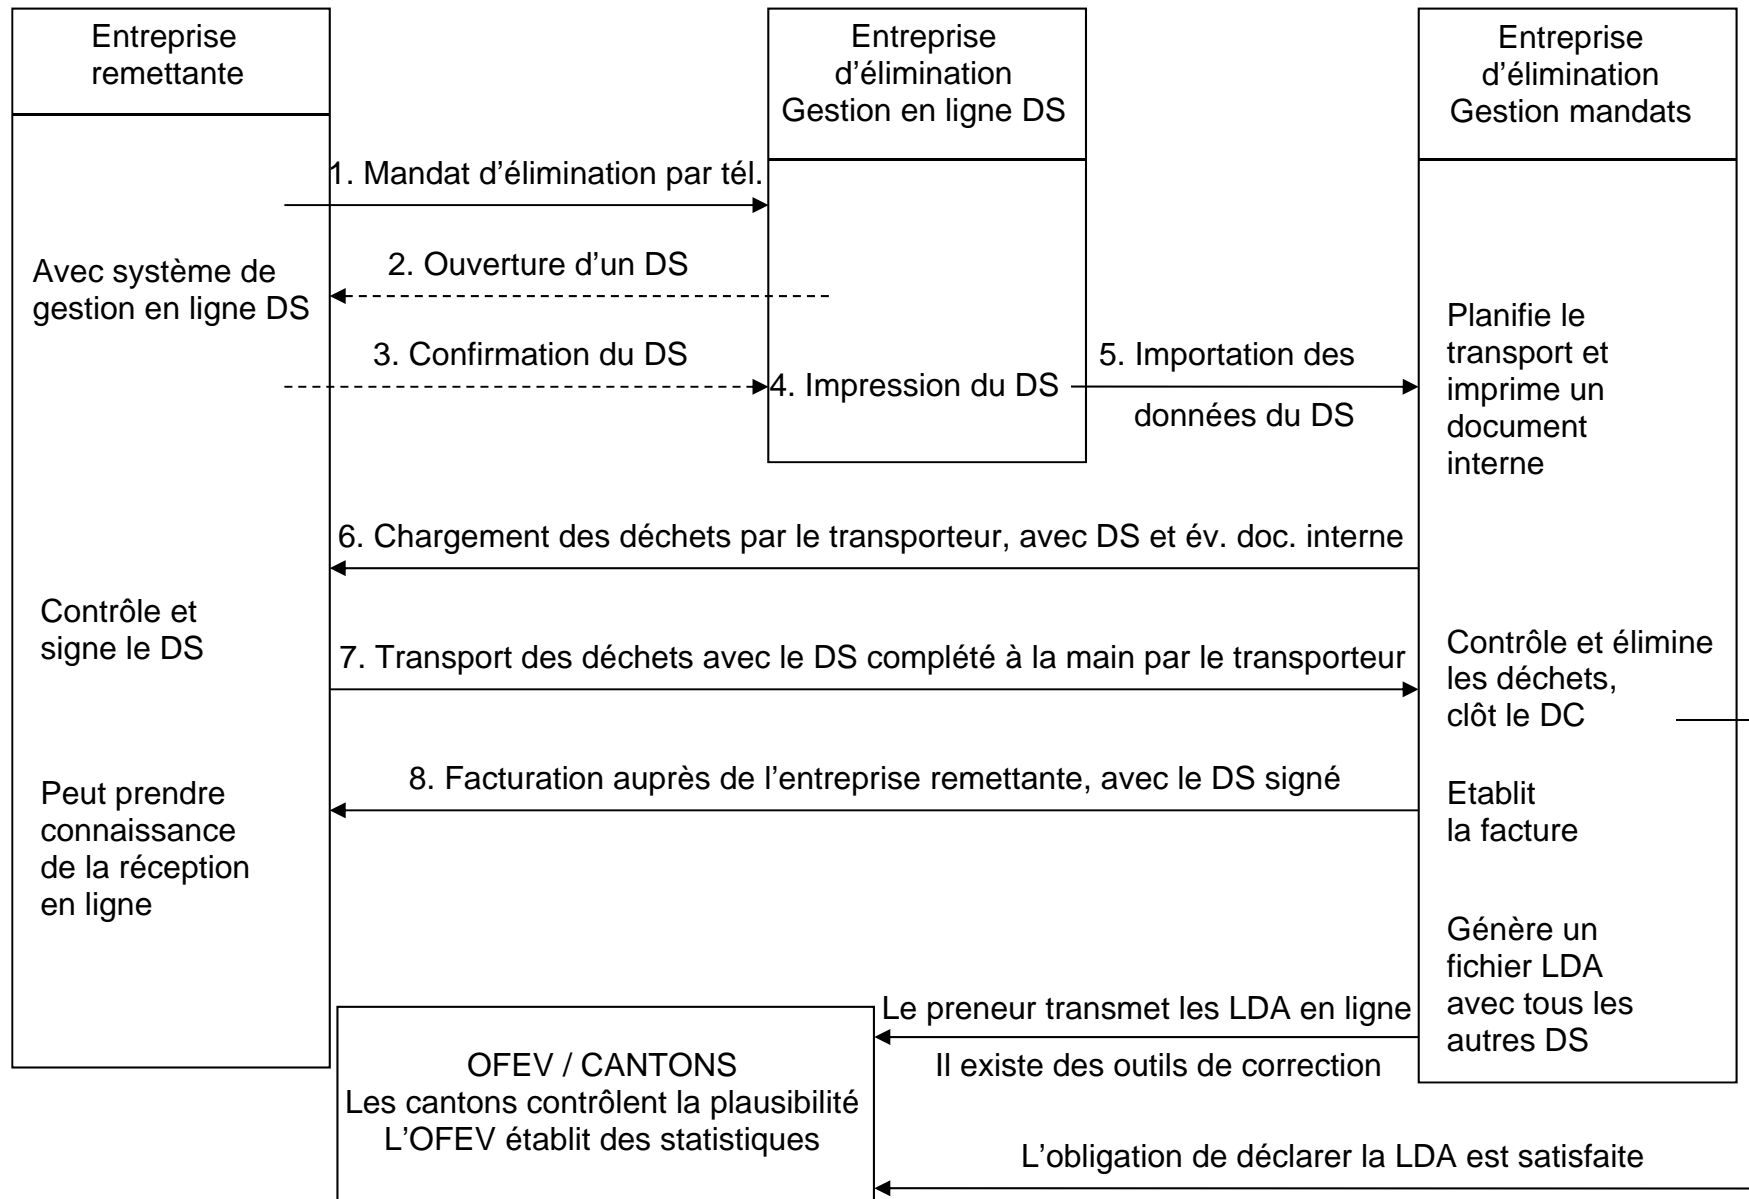 Entreprise
remettante
Entreprise
d'élimination
Gestion en ligne DS
Entreprise
d'élimination
Gestion mandats
1. Mandat d'élimination par tél.
Avec système de
gestion en ligne DS
2. Ouverture d'un DS
3. Confirmation du DS
4. Impression du DS
5. Importation des
données du DS
Planifie le
transport et
imprime un
document
interne
6. Chargement des déchets par le transporteur, avec DS et év. doc. interne
Contrôle et
signe le DS
7. Transport des déchets avec le DS complété à la main par le transporteur
Contrôle et élimine
les déchets,
clôt le DC
8. Facturation auprès de l'entreprise remettante, avec le DS signé
Peut prendre
connaissance
de la réception
en ligne
Etablit
la facture
Génère un
fichier LDA
avec tous les
autres DS
Le preneur transmet les LDA en ligne
Il existe des outils de correction
OFEV / CANTONS
Les cantons contrôlent la plausibilité
L'OFEV établit des statistiques
L'obligation de déclarer la LDA est satisfaite